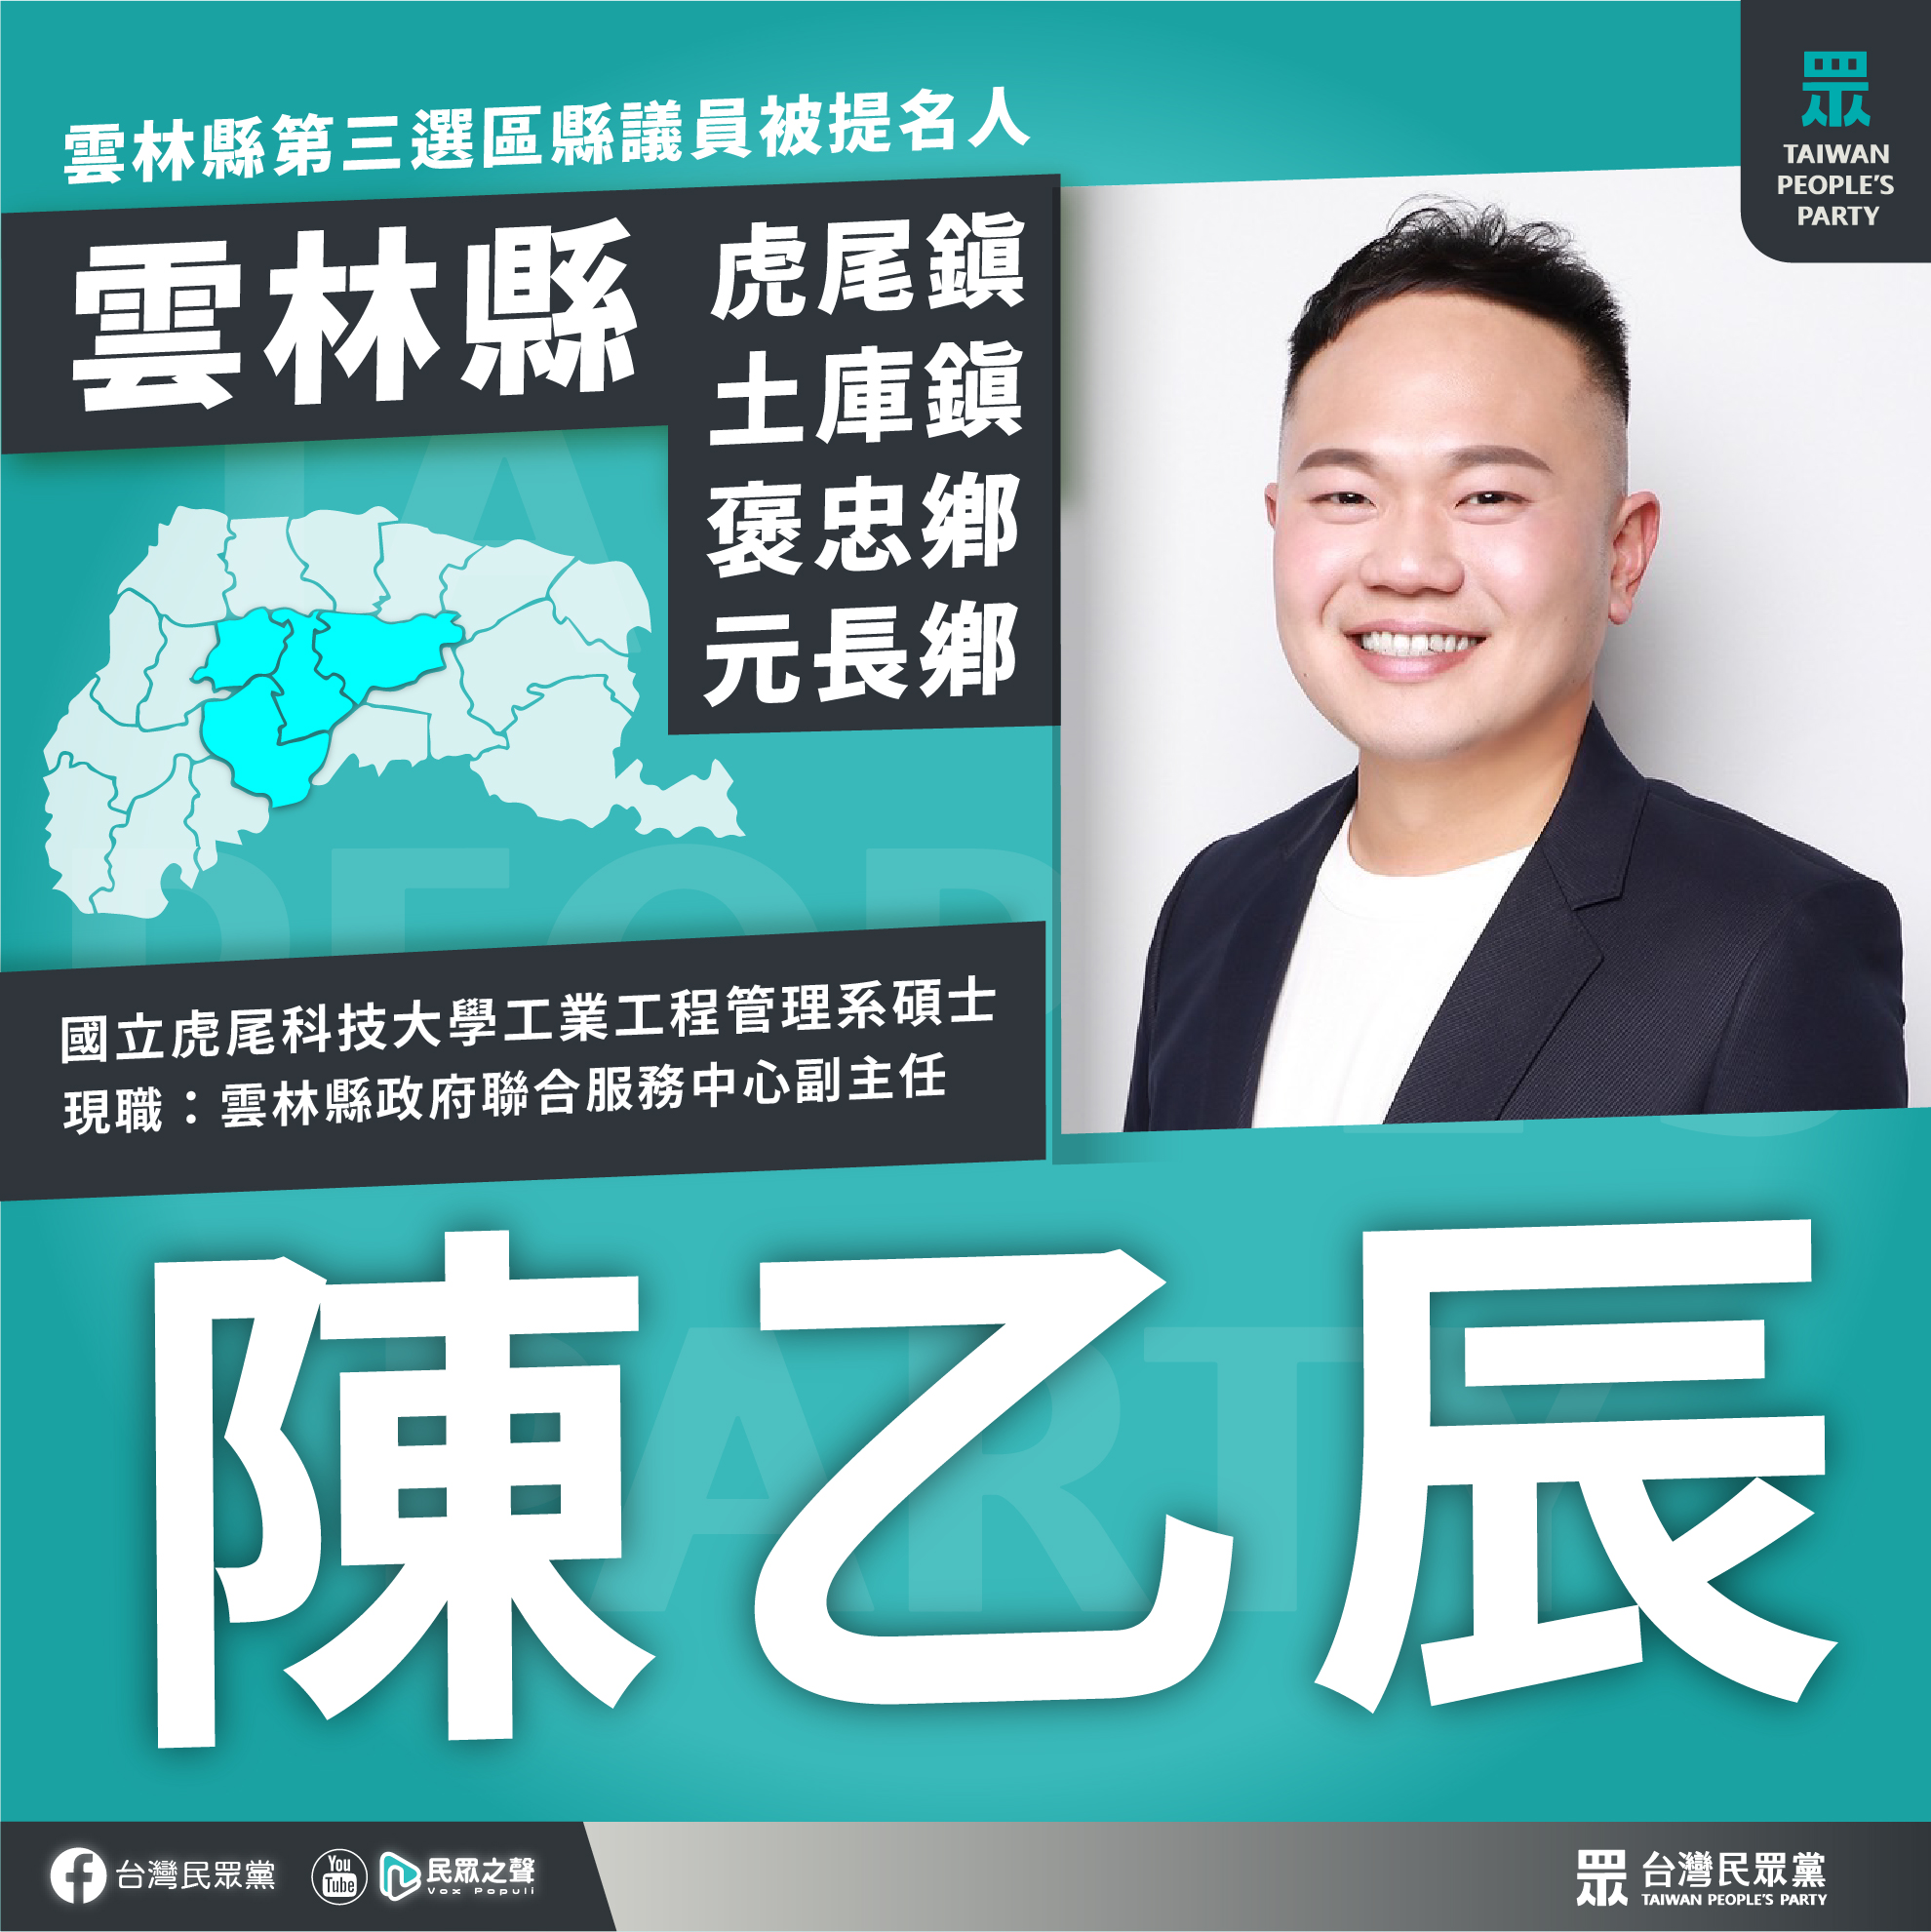 雲林縣第三選區縣議員被提名人
眾
TAIWAN
PEOPLE'S
PARTY
雲林縣
虎尾鎮
土庫鎮
褒忠鄉
元長鄉
國立虎尾科技大學工業工程管理系碩士
現職：雲林縣政府聯合服務中心副主任
陳乙辰
台灣民眾黨
You
Tube
民眾之聲
Vox Populi
眾 台灣民眾黨
TAIWAN PEOPLE'S PARTY